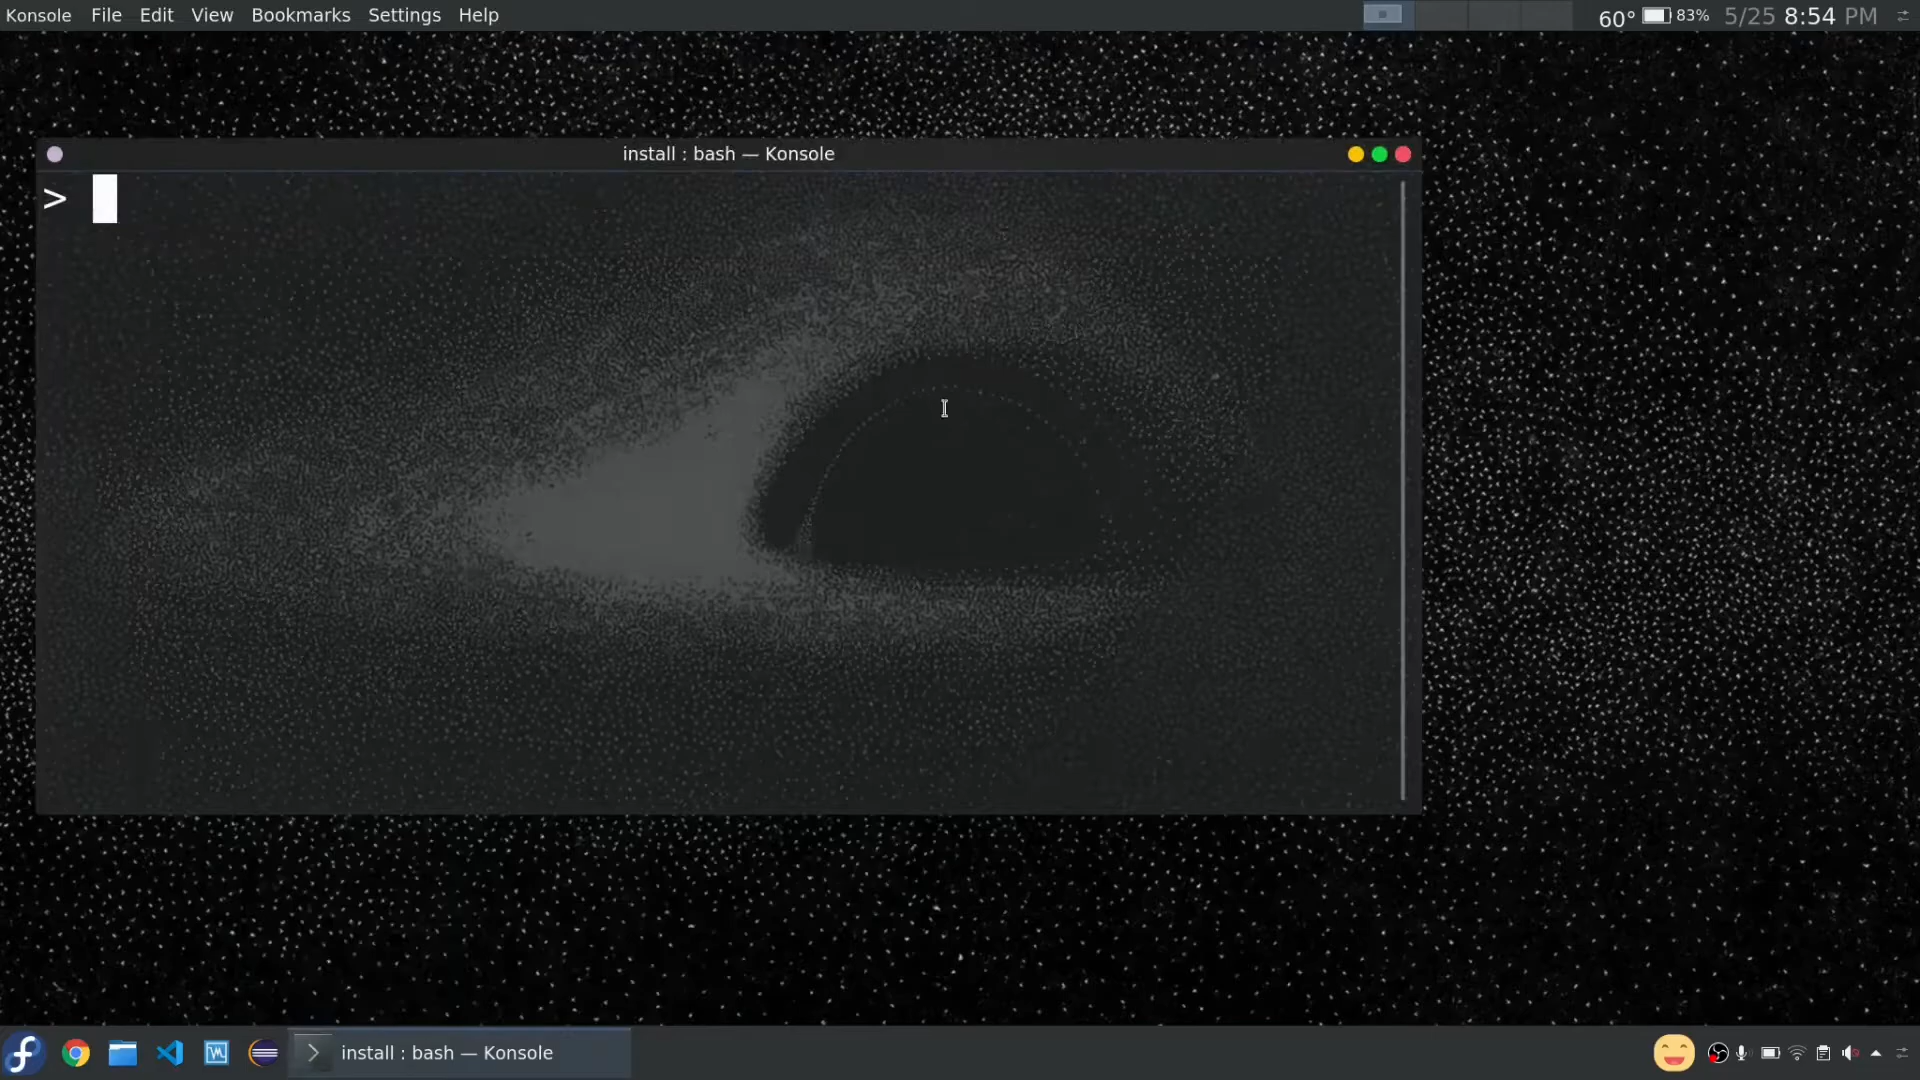 Konsole File Edit View Bookmarks Settings Help 60° 83% 5/25 8:54 PM
install : bash — Konsole
>
install : bash — Konsole